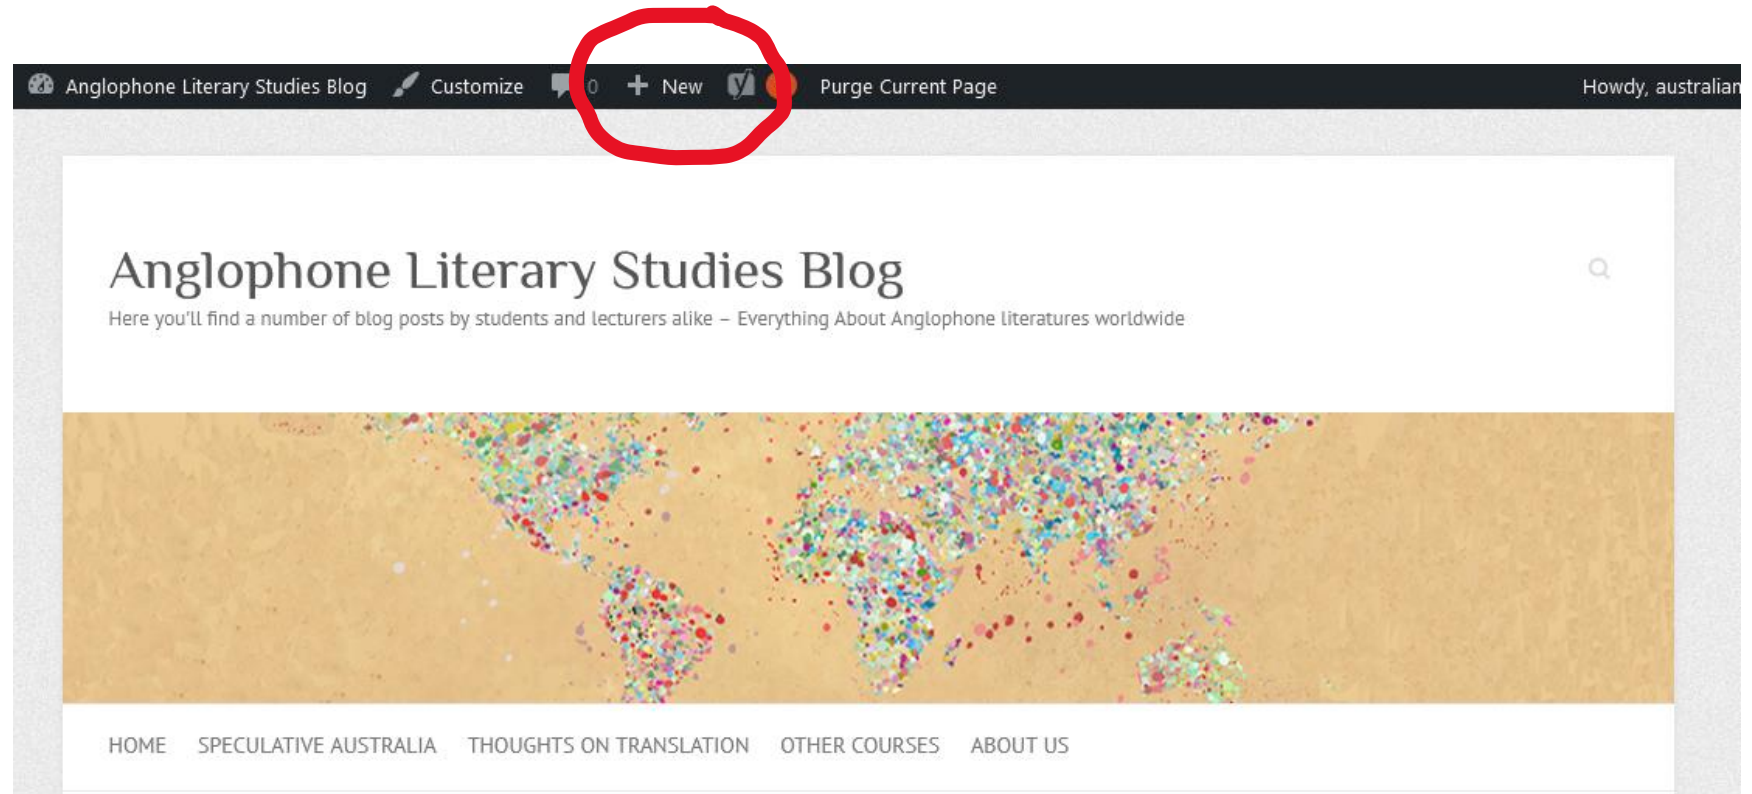 Anglophone Literary Studies Blog Customize 0 New Purge Current Page Howdy, australian
Anglophone Literary Studies Blog
Here you'll find a number of blog posts by students and lecturers alike – Everything About Anglophone literatures worldwide
HOME SPECULATIVE AUSTRALIA THOUGHTS ON TRANSLATION OTHER COURSES ABOUT US